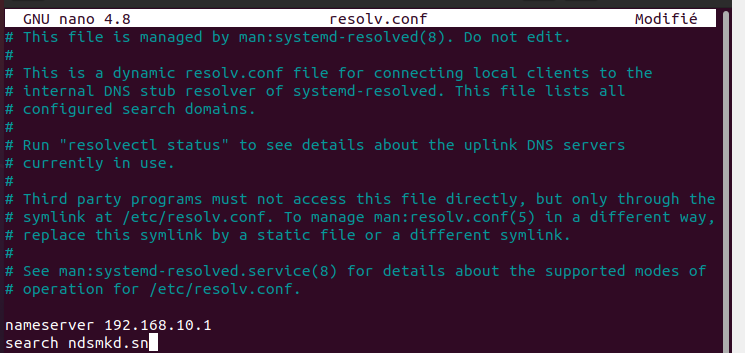 GNU nano 4.8 resolv.conf Modifié
# This file is managed by man:systemd-resolved(8). Do not edit.
#
# This is a dynamic resolv.conf file for connecting local clients to the
# internal DNS stub resolver of systemd-resolved. This file lists all
# configured search domains.
#
# Run "resolvectl status" to see details about the uplink DNS servers
# currently in use.
#
# Third party programs must not access this file directly, but only through the
# symlink at /etc/resolv.conf. To manage man:resolv.conf(5) in a different way,
# replace this symlink by a static file or a different symlink.
#
# See man:systemd-resolved.service(8) for details about the supported modes of
# operation for /etc/resolv.conf.
nameserver 192.168.10.1
search ndsmkd.sn